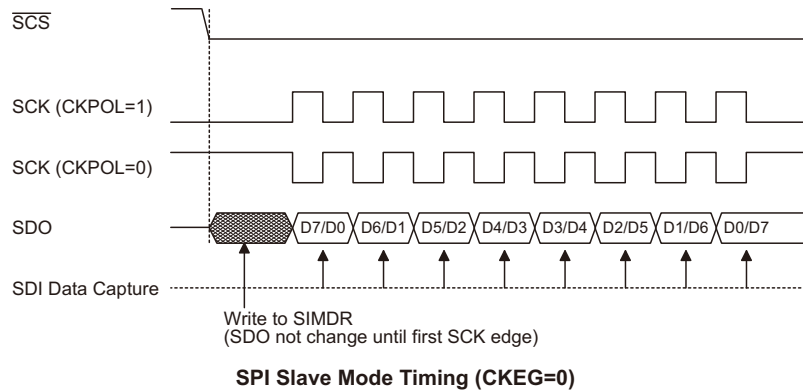 SCS
SCK (CKPOL=1)
SCK (CKPOL=0)
SDO D7/D0 D6/D1 D5/D2 D4/D3 D3/D4 D2/D5 D1/D6 D0/D7
SDI Data Capture
Write to SIMDR
(SDO not change until first SCK edge)
SPI Slave Mode Timing (CKEG=0)